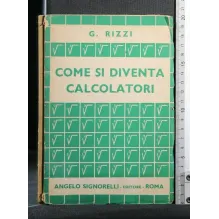 G. RIZZI
COME SI DIVENTA
CALCOLATORI
ANGELO SIGNORELLI - EDITORE - ROMA